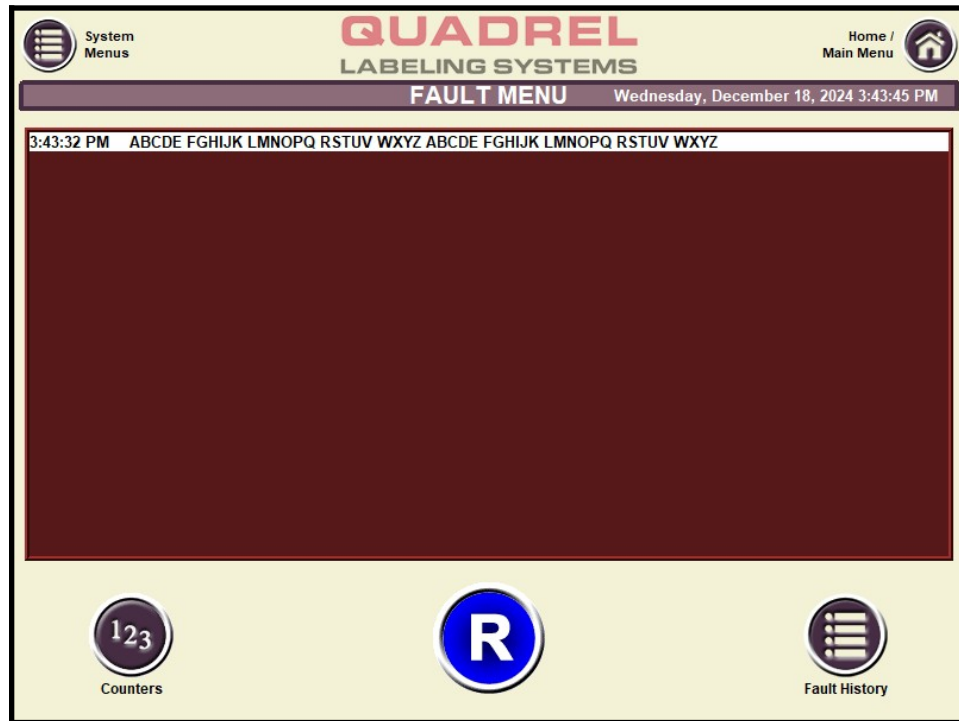 System
Menus
QUADREL
LABELING SYSTEMS
Home /
Main Menu
FAULT MENU
Wednesday, December 18, 2024 3:43:45 PM
3:43:32 PM ABCDE FGHIJK LMNOPQ RSTUV WXYZ ABCDE FGHIJK LMNOPQ RSTUV WXYZ
123
Counters
R
Fault History